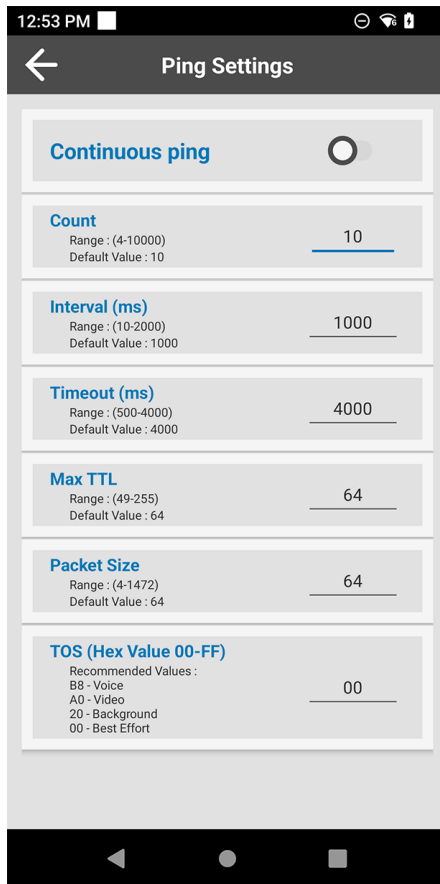 12:53 PM
6
Ping Settings
Continuous ping
Count
Range : (4-10000)
Default Value : 10
10
Interval (ms)
Range : (10-2000)
Default Value : 1000
1000
Timeout (ms)
Range : (500-4000)
Default Value : 4000
4000
Max TTL
Range : (49-255)
Default Value : 64
64
Packet Size
Range : (4-1472)
Default Value : 64
64
TOS (Hex Value 00-FF)
Recommended Values :
B8 - Voice
A0 - Video
20 - Background
00 - Best Effort
00